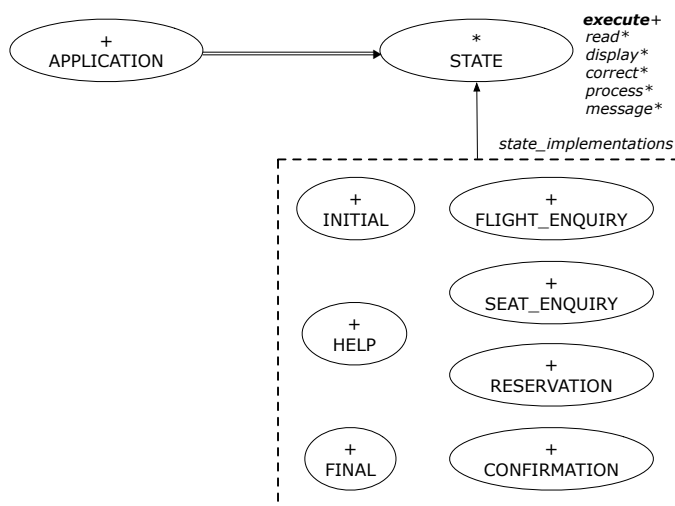 +
APPLICATION
*
STATE
execute+
read*
display*
correct*
process*
message*
state_implementations
+
INITIAL
+
FLIGHT_ENQUIRY
+
SEAT_ENQUIRY
+
HELP
+
RESERVATION
+
FINAL
+
CONFIRMATION